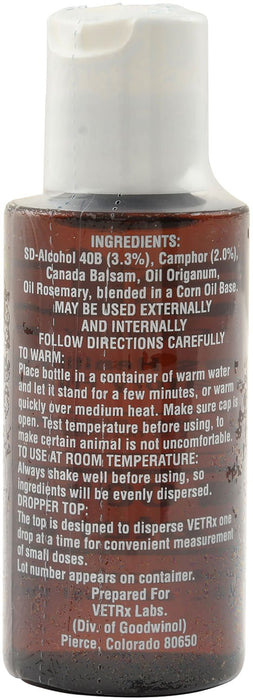 INGREDIENTS:
SD-Alcohol 40B (3.3%), Camphor (2.0%),
Canada Balsam, Oil Origanum,
Oil Rosemary, blended in a Corn Oil Base.
MAY BE USED EXTERNALLY
AND INTERNALLY
FOLLOW DIRECTIONS CAREFULLY
TO WARM:
Place bottle in a container of warm water
and let it stand for a few minutes, or warm
quickly over medium heat. Make sure cap is
open. Test temperature before using, to
make certain animal is not uncomfortable.
TO USE AT ROOM TEMPERATURE:
Always shake well before using, so
ingredients will be evenly dispersed.
DROPPER TOP:
The top is designed to disperse VETRx one
drop at a time for convenient measurement
of small doses.
Lot number appears on container.
Prepared For
VETRx Labs.
(Div. of Goodwinol)
Pierce, Colorado 80650